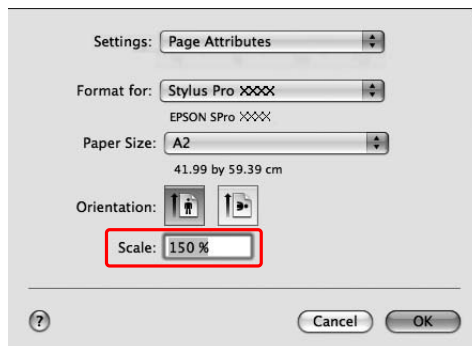 Settings: Page Attributes
Format for: Stylus Pro XXXX
EPSON SPro XXXX
Paper Size: A2
41.99 by 59.39 cm
Orientation:
Scale: 150 %
? Cancel OK